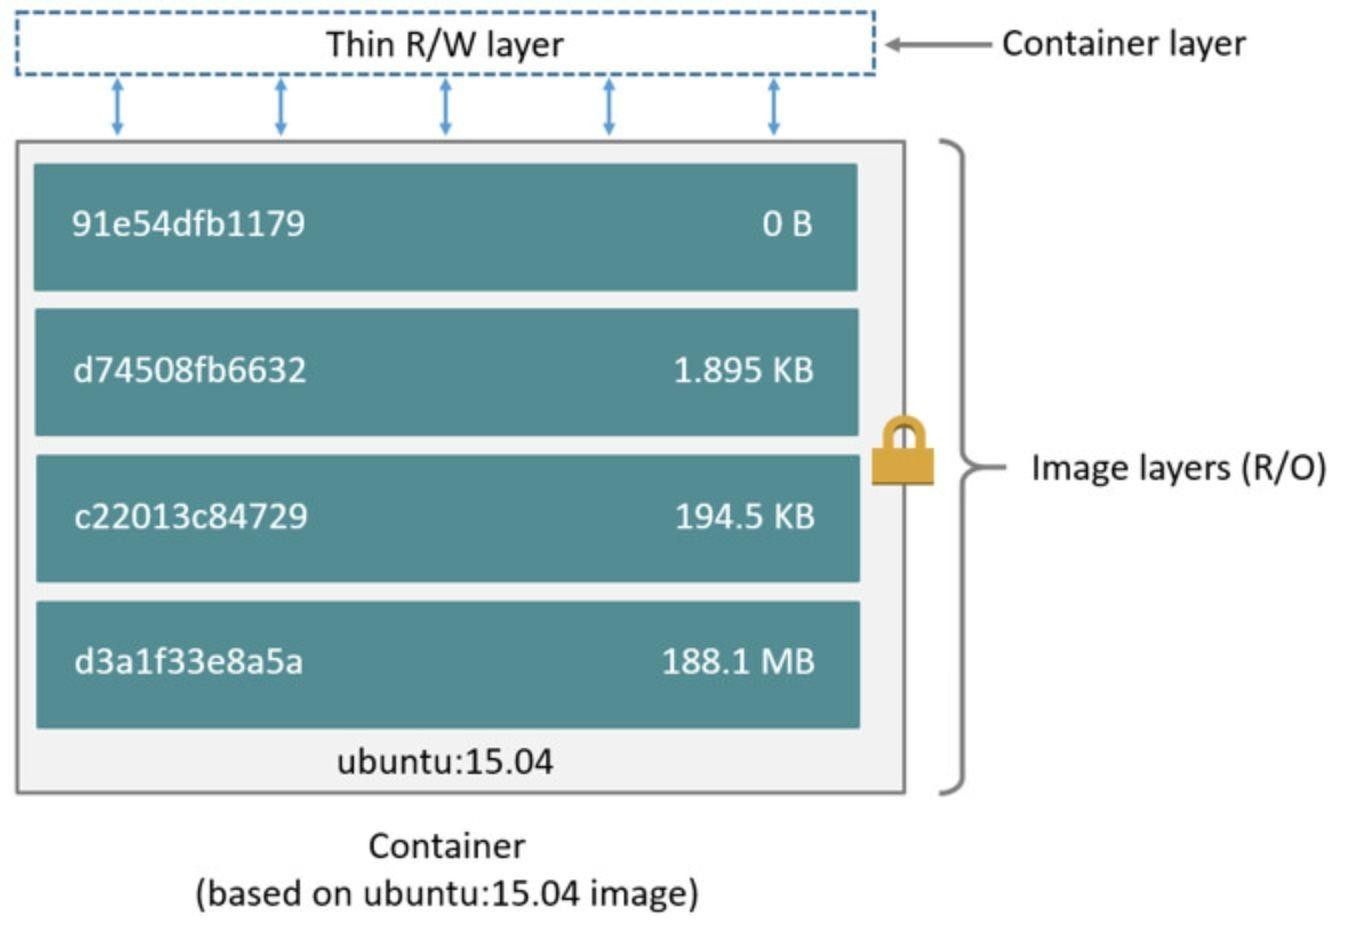 Thin R/W layer
Container layer
91e54dfb1179 0 B
d74508fb6632 1.895 KB
c22013c84729 194.5 KB
d3a1f33e8a5a 188.1 MB
ubuntu:15.04
Image layers (R/O)
Container
(based on ubuntu:15.04 image)